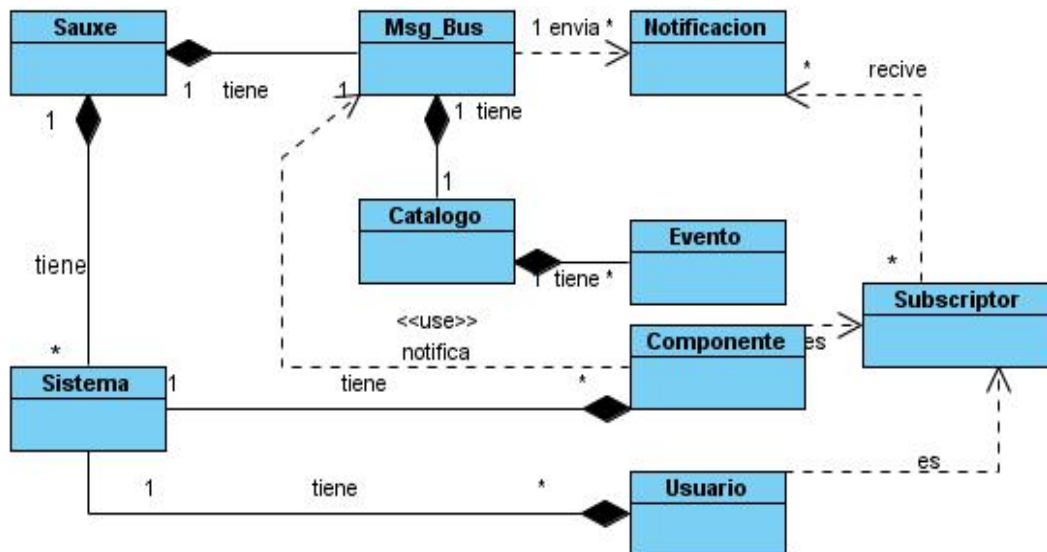 Sauxe
Msg_Bus
1 envia *
Notificacion
1 tiene
1
* recive
1
1 tiene
1
Catalogo
Evento
1 tiene *
tiene
*
Subscriptor
<<use>>
notifica
Componente
es
*
Sistema
1 tiene *
es
1 tiene *
Usuario